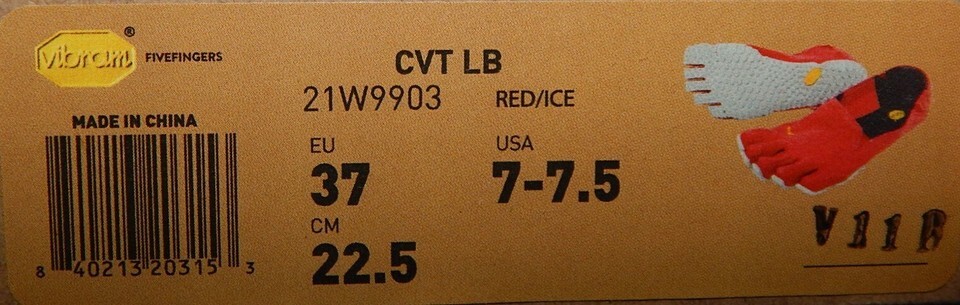 vibram® FIVEFINGERS
CVT LB
21W9903 RED/ICE
MADE IN CHINA
EU USA
37 7-7.5
CM
22.5
8 40213 20315 3
V11B